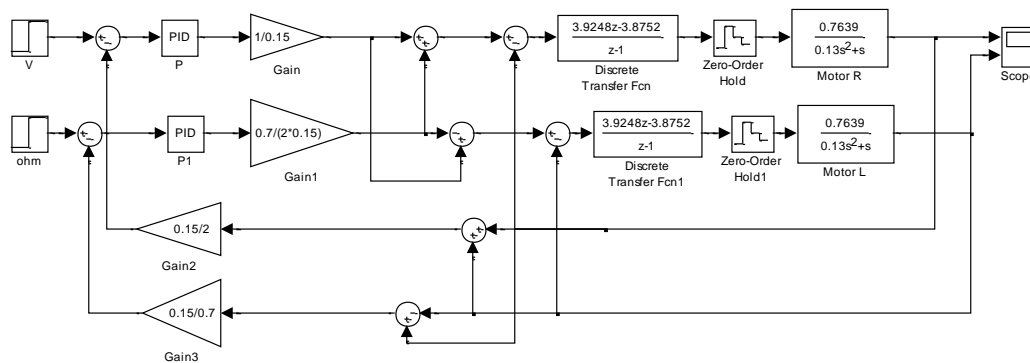 V
PID
P
1/0.15
Gain
3.9248z-3.8752
z-1
Discrete
Transfer Fcn
Zero-Order
Hold
0.7639
0.13s²+s
Motor R
Scope
ohm
PID
P1
0.7/(2*0.15)
Gain1
3.9248z-3.8752
z-1
Discrete
Transfer Fcn1
Zero-Order
Hold1
0.7639
0.13s²+s
Motor L
0.15/2
Gain2
0.15/0.7
Gain3